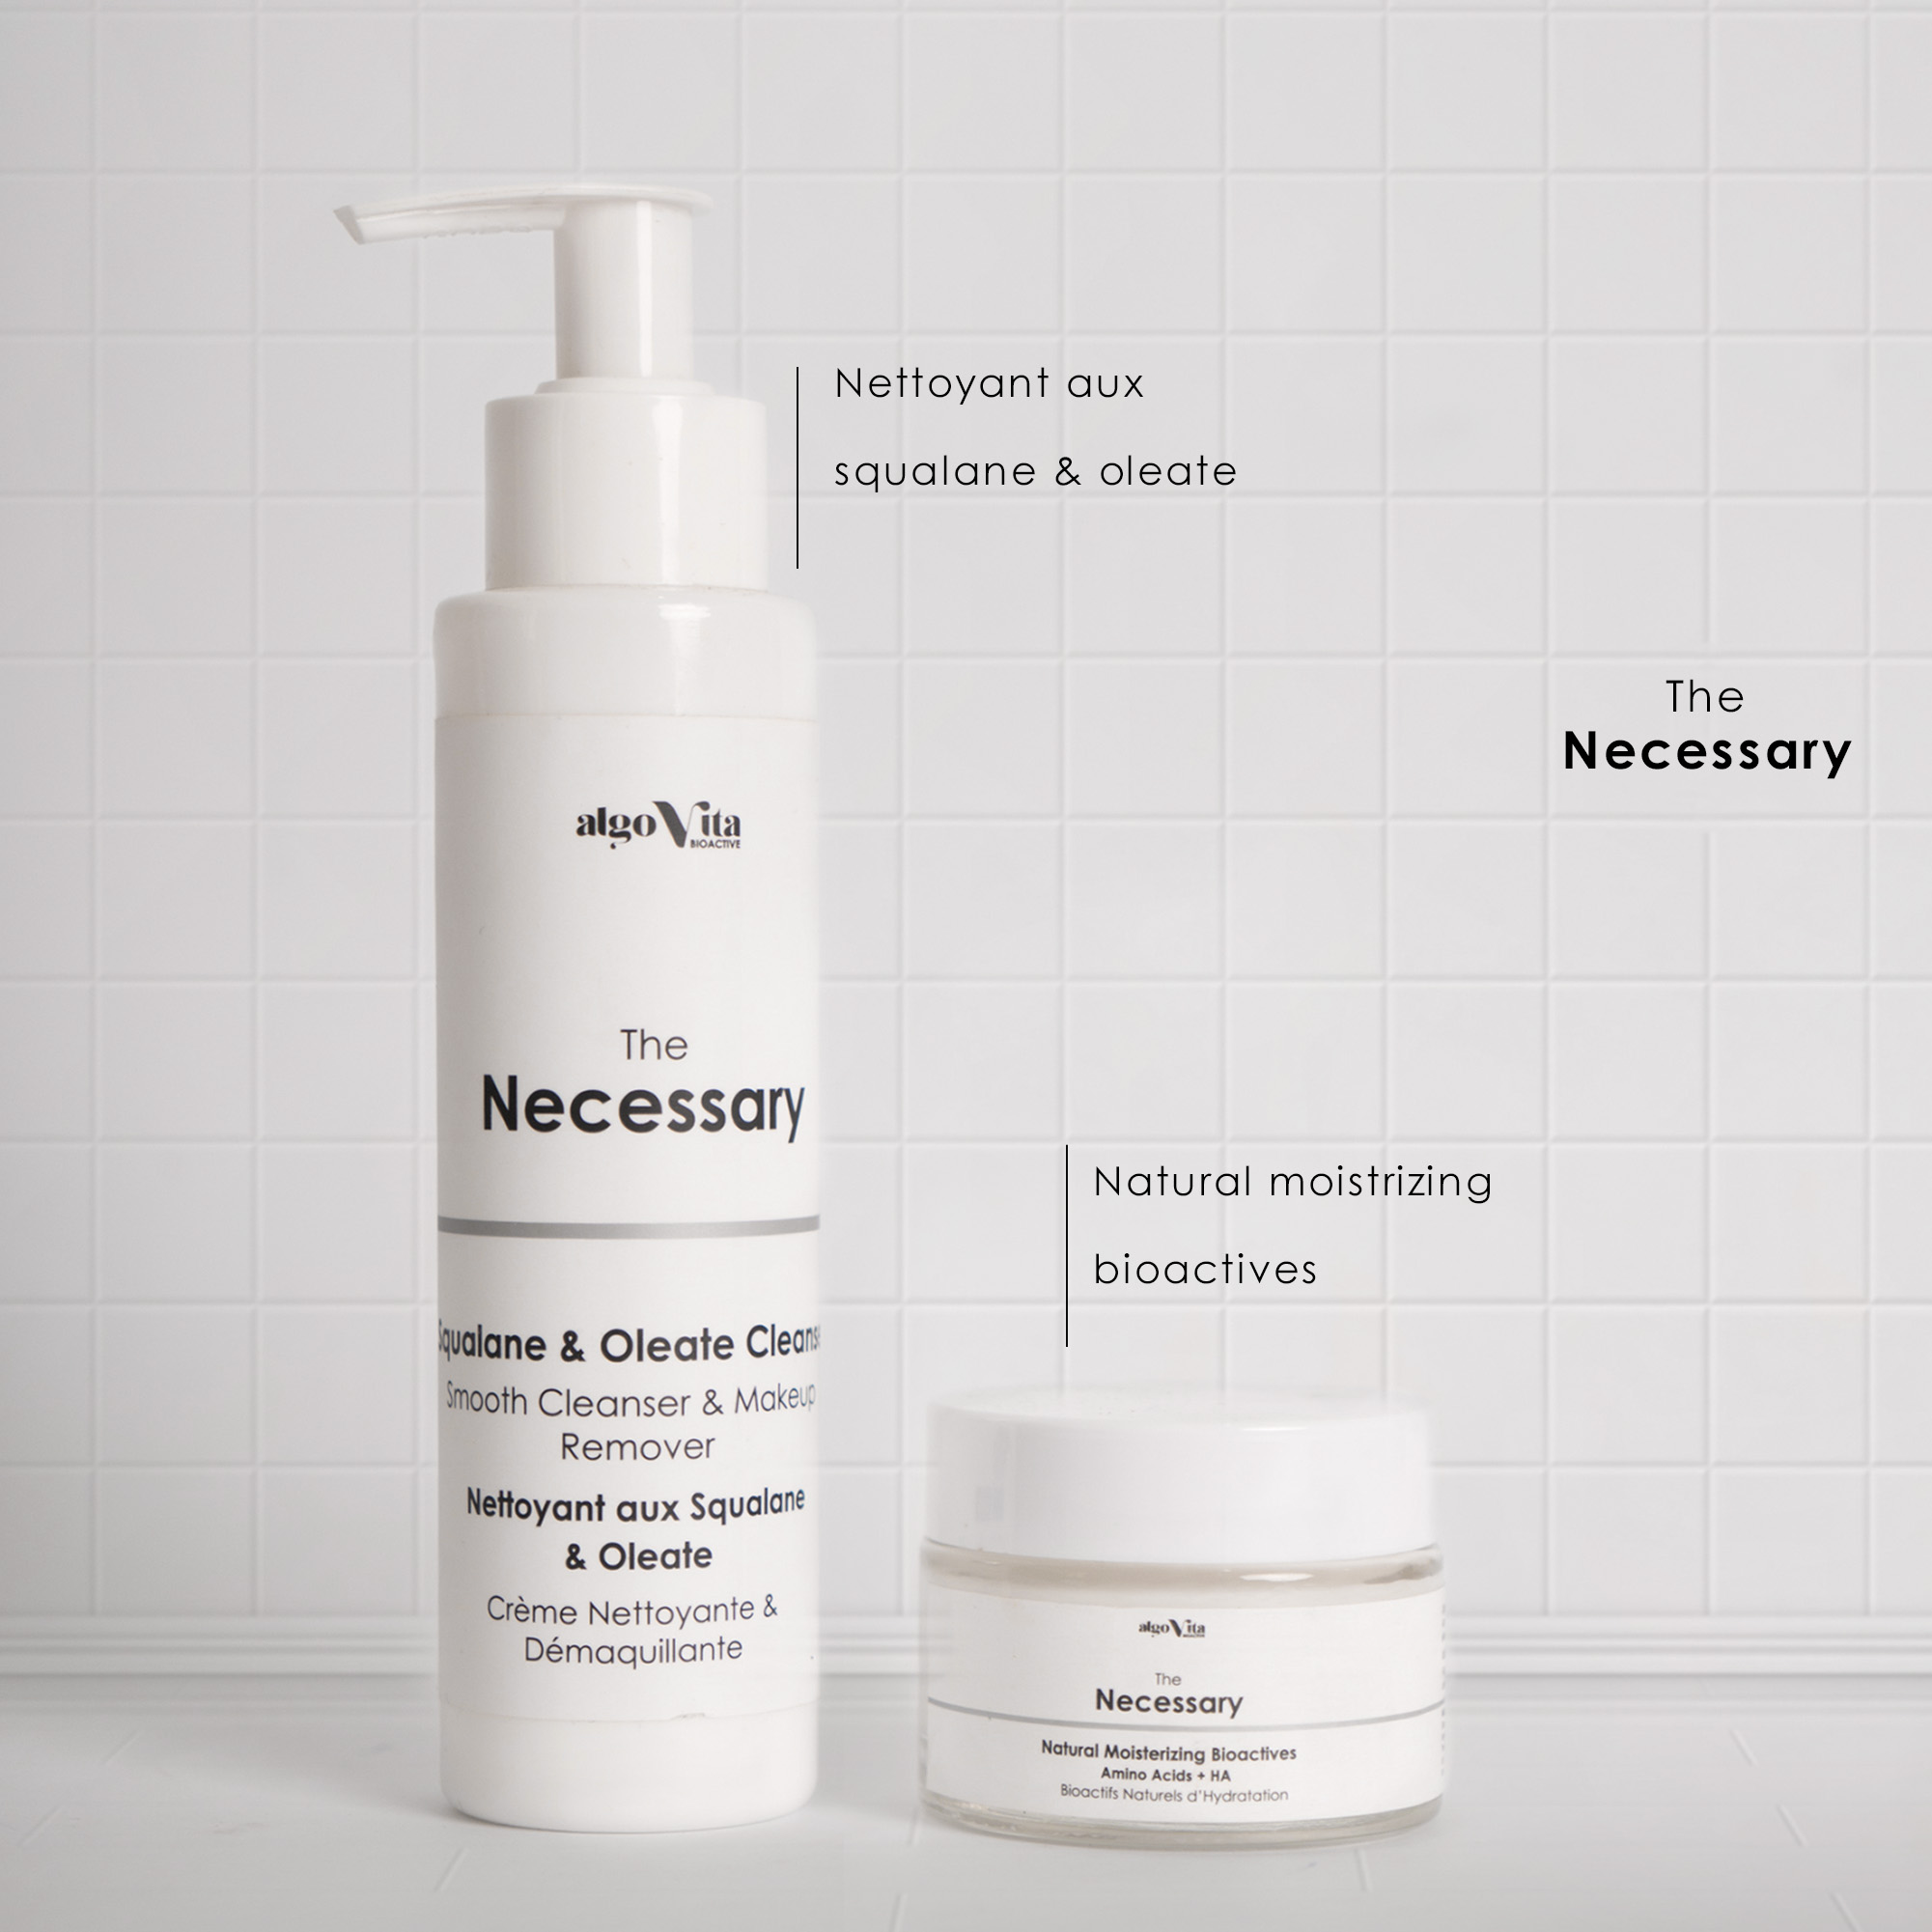 Nettoyant aux
squalane & oleate
The
Necessary
algoVita
BIOACTIVE
The
Necessary
Squalane & Oleate Cleanse
Smooth Cleanser & Makeup
Remover
Nettoyant aux Squalane
& Oleate
Crème Nettoyante &
Démaquillante
Natural moistrizing
bioactives
algoVita
The
Necessary
Natural Moisterizing Bioactives
Amino Acids + HA
Bioactifs Naturels d'Hydratation